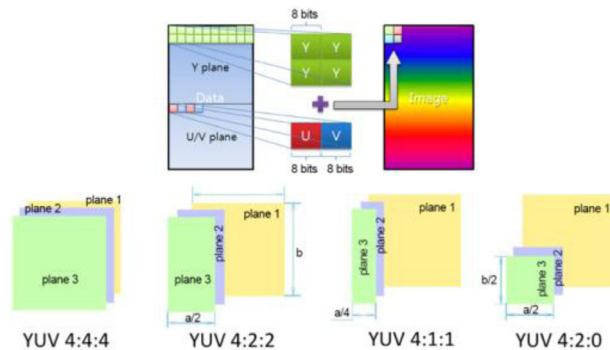 8 bits
Y Y
Y plane
Y Y
Data
Image
U/V plane
U V
8 bits 8 bits
plane 1
plane 2
plane 3
plane 1
plane 2
b
plane 3
a/2
plane 1
plane 2
plane 3
a/4
plane 1
plane 2
b/2
plane 3
a/2
YUV 4:4:4 YUV 4:2:2 YUV 4:1:1 YUV 4:2:0